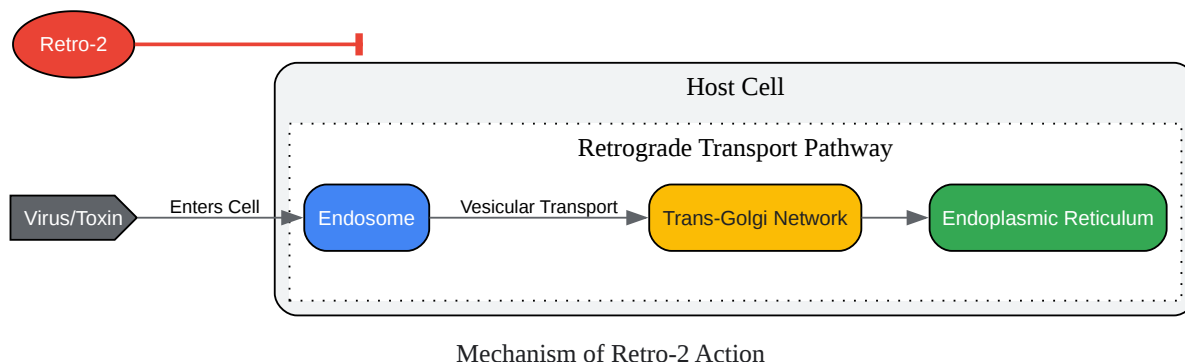 Retro-2
Host Cell
Retrograde Transport Pathway
Virus/Toxin
Enters Cell
Endosome
Vesicular Transport
Trans-Golgi Network
Endoplasmic Reticulum
Mechanism of Retro-2 Action